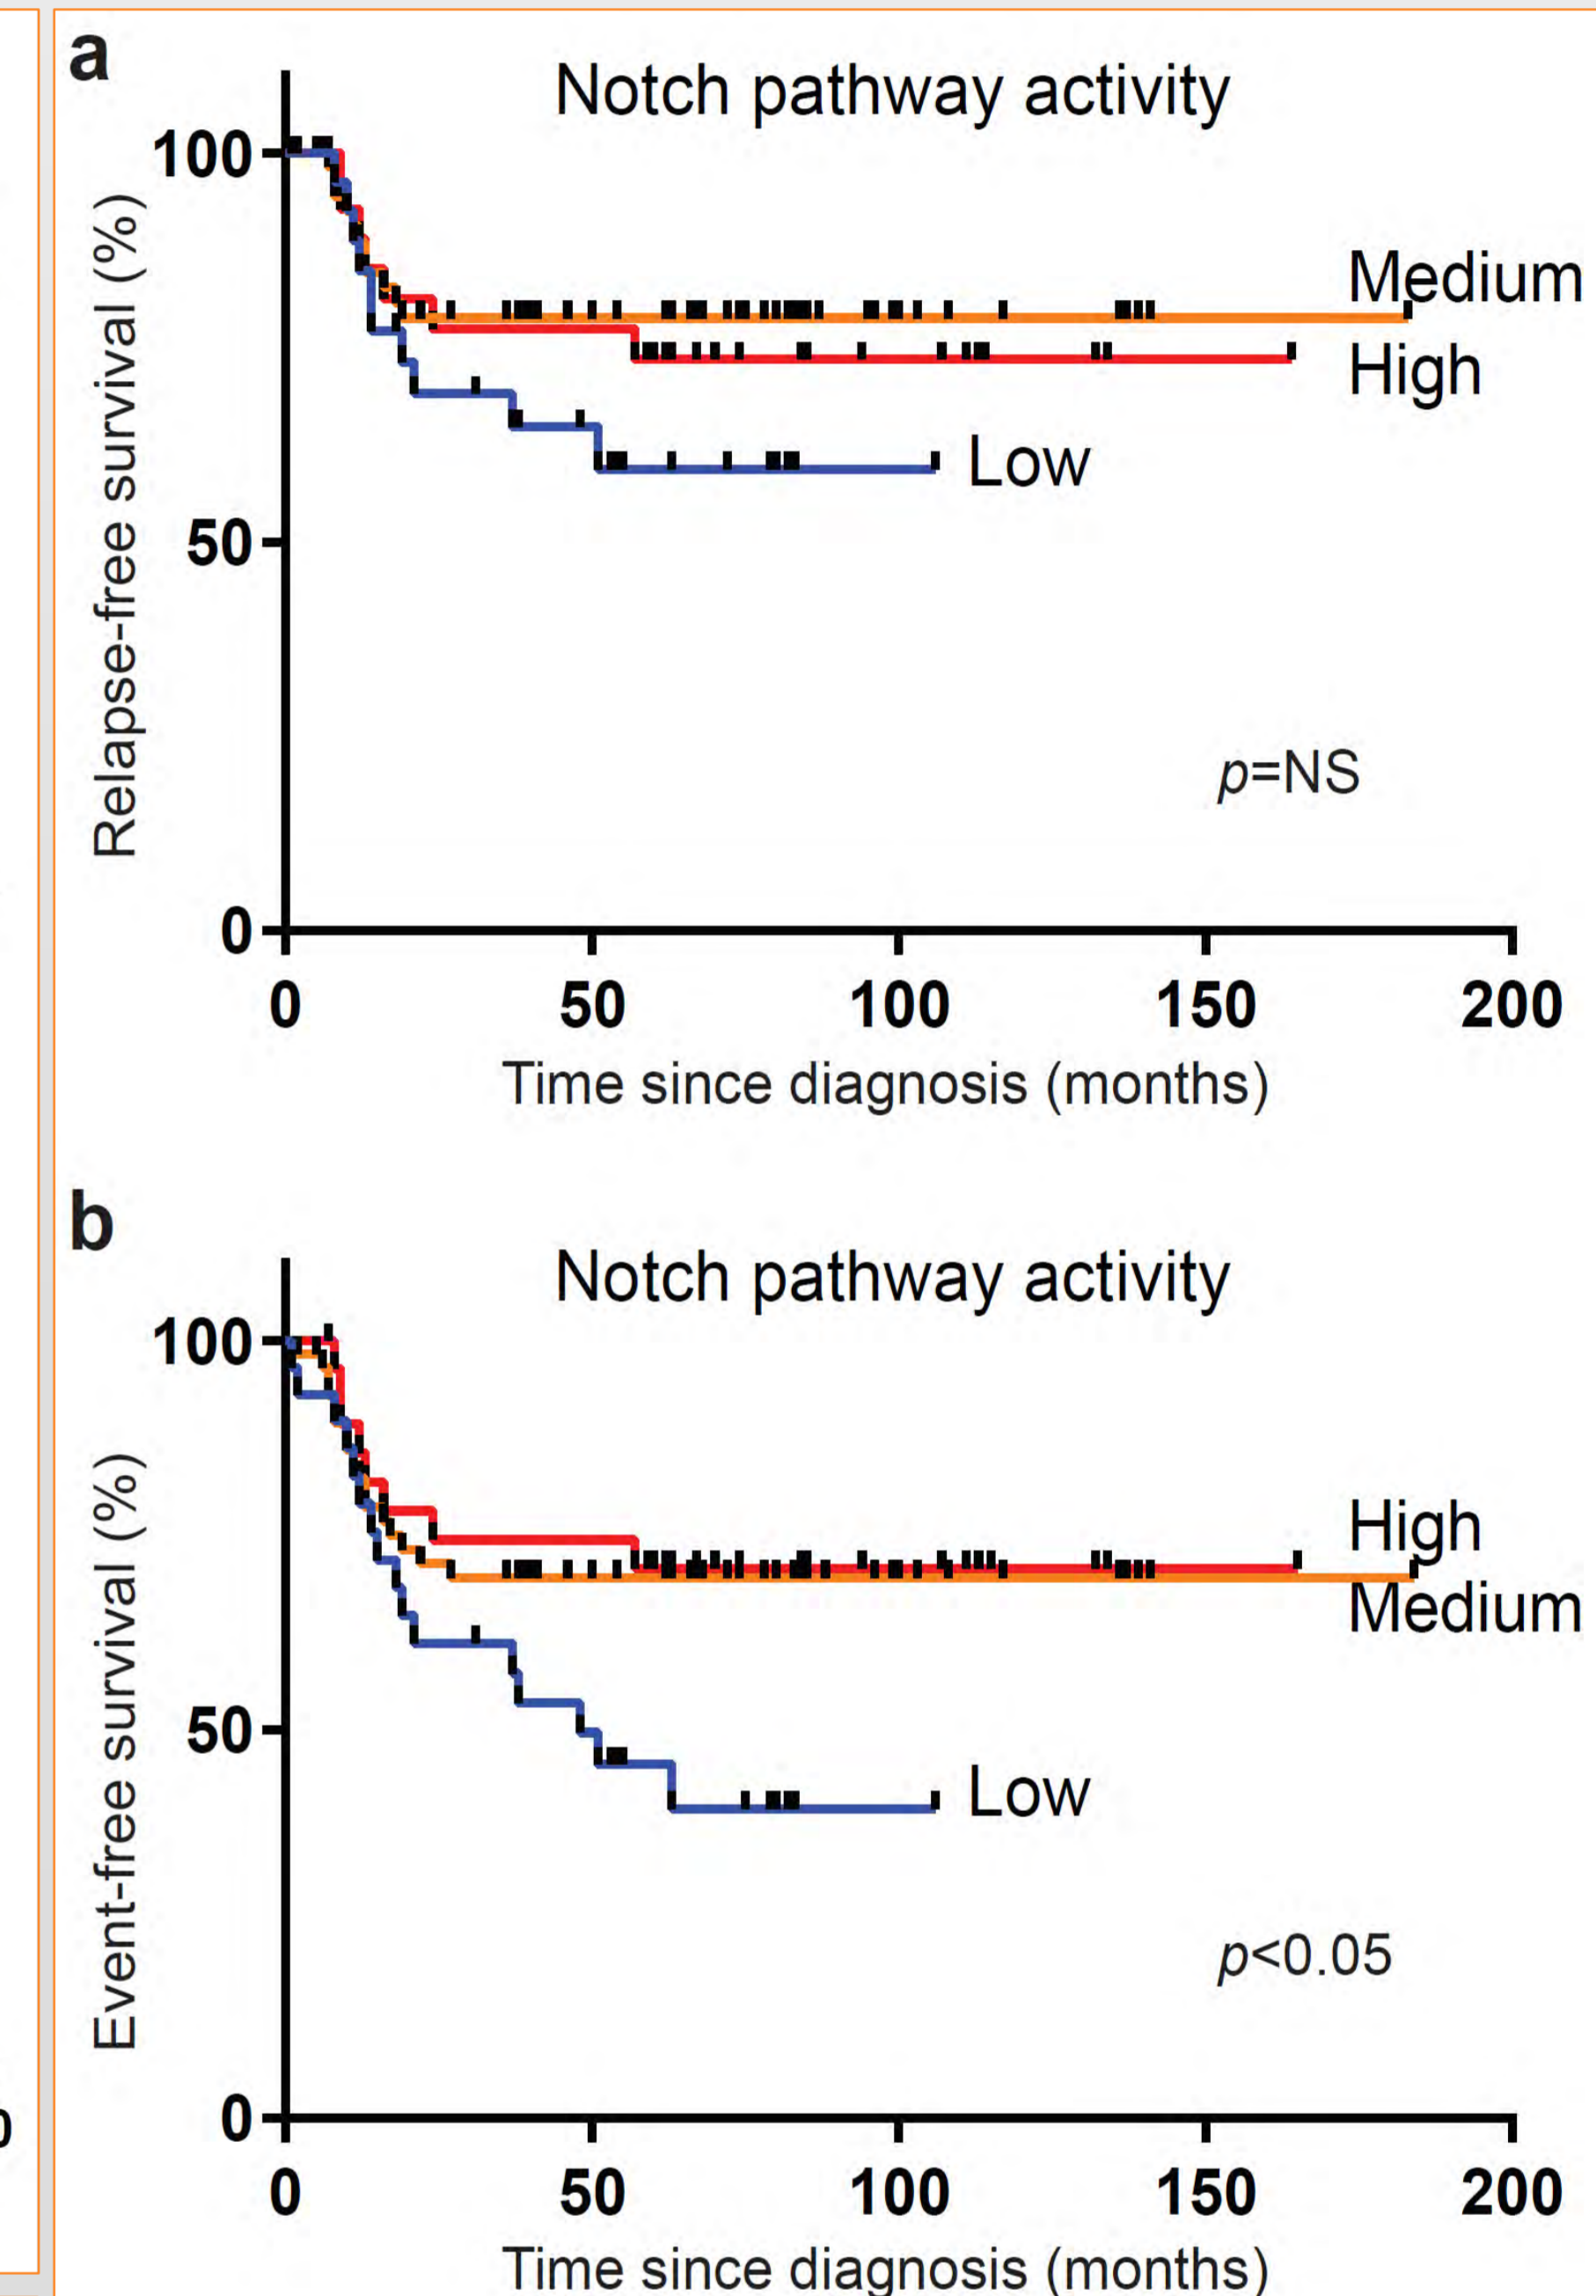 a
Notch pathway activity
Relapse-free survival (%)
100
50
0
Medium
High
Low
p=NS
0 50 100 150 200
Time since diagnosis (months)
b
Notch pathway activity
Event-free survival (%)
100
50
0
High
Medium
Low
p<0.05
0 50 100 150 200
Time since diagnosis (months)